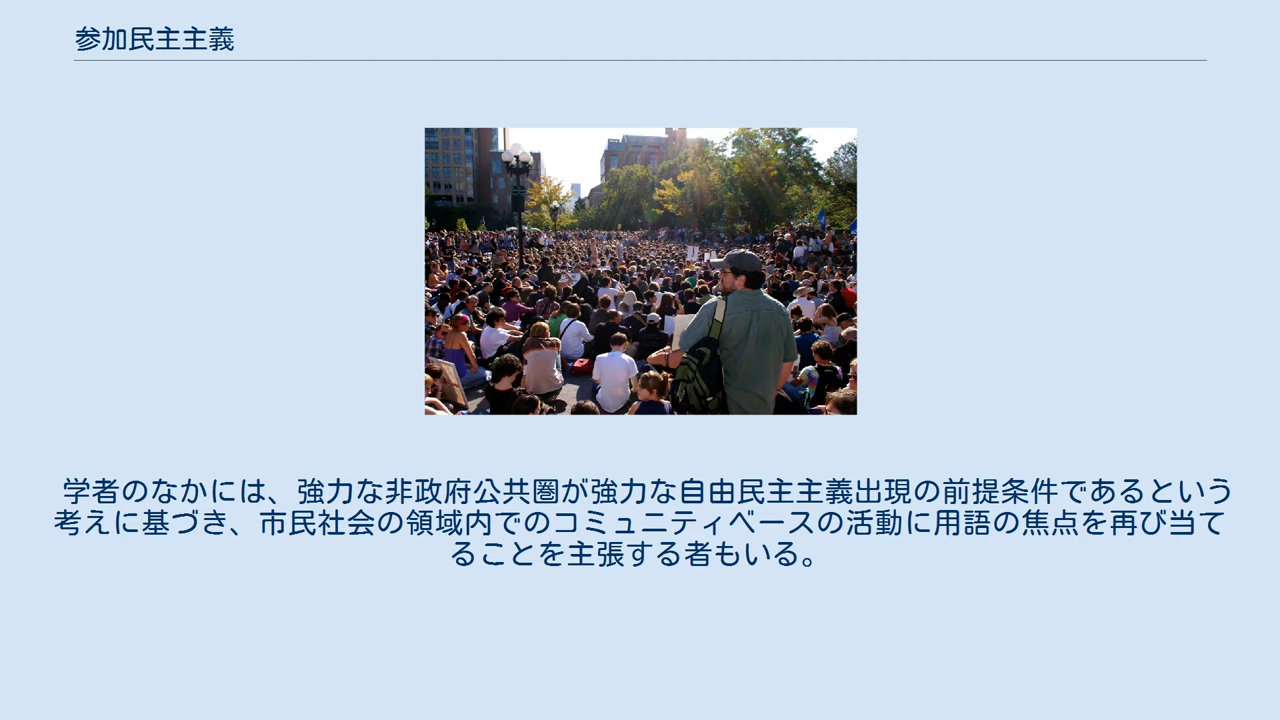 参加民主主義
学者のなかには、強力な非政府公共圏が強力な自由民主主義出現の前提条件であるという
考えに基づき、市民社会の領域内でのコミュニティベースの活動に用語の焦点を再び当て
ることを主張する者もいる。